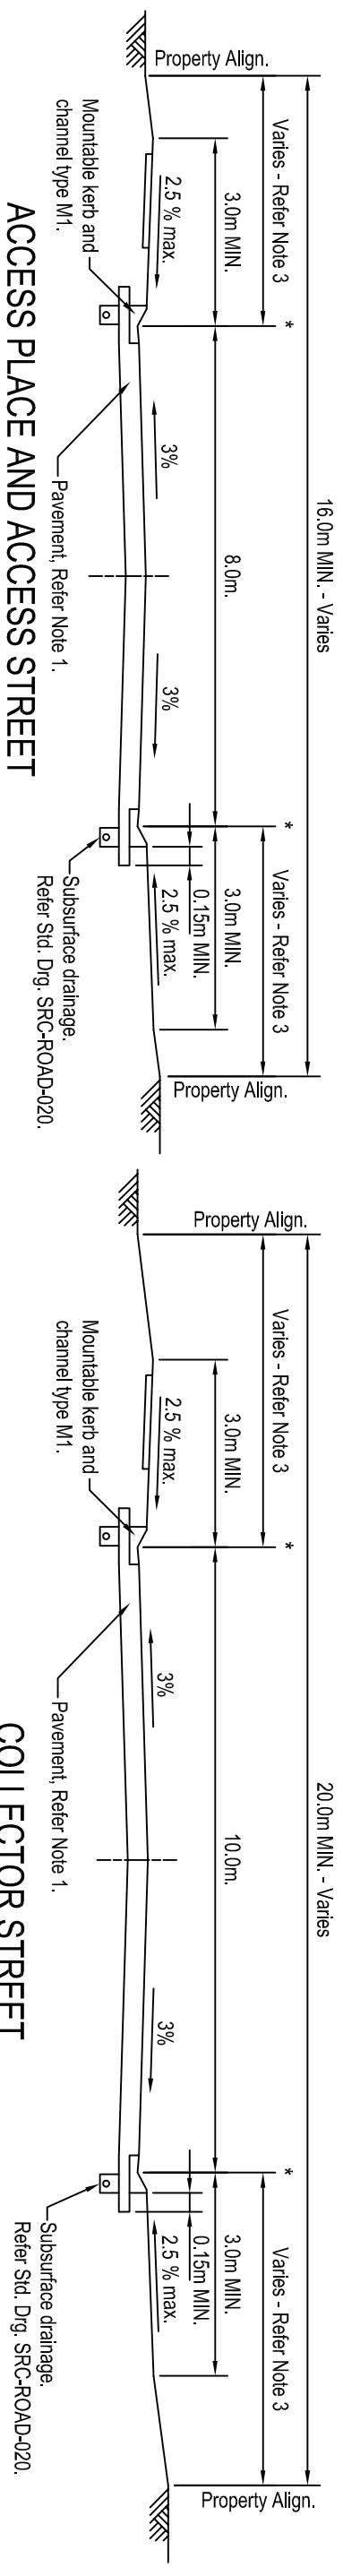 16.0m MIN. - Varies
Varies - Refer Note 3
*
*
Varies - Refer Note 3
3.0m MIN.
8.0m.
3.0m MIN.
0.15m MIN.
Property Align.
2.5 % max.
3%
3%
2.5 % max.
Property Align.
Mountable kerb and
channel type M1.
Pavement, Refer Note 1.
Subsurface drainage.
Refer Std. Drg. SRC-ROAD-020.
ACCESS PLACE AND ACCESS STREET
20.0m MIN. - Varies
Varies - Refer Note 3
*
*
Varies - Refer Note 3
3.0m MIN.
10.0m.
3.0m MIN.
0.15m MIN.
Property Align.
2.5 % max.
3%
3%
2.5 % max.
Property Align.
Mountable kerb and
channel type M1.
Pavement, Refer Note 1.
Subsurface drainage.
Refer Std. Drg. SRC-ROAD-020.
COLLECTOR STREET